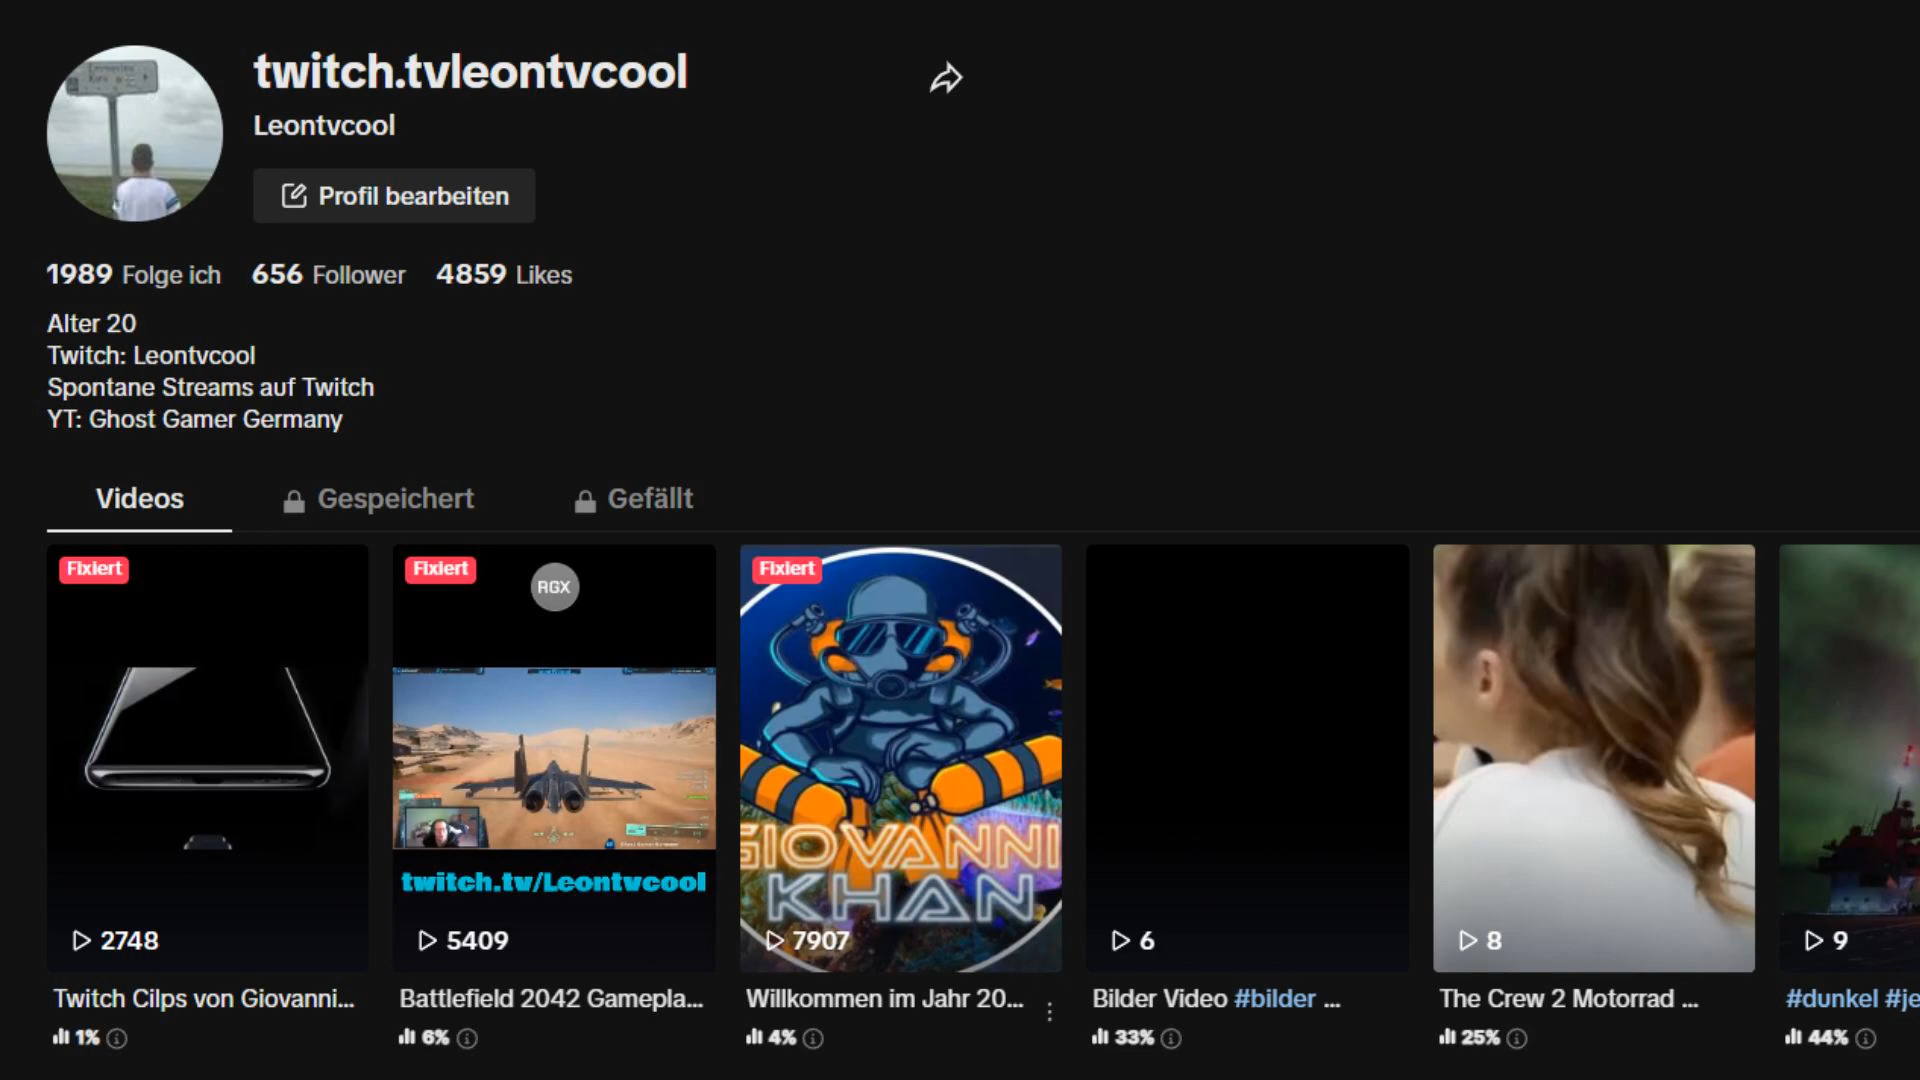 twitch.tvleontvcool
Leontvcool
Profil bearbeiten
1989 Folge ich 656 Follower 4859 Likes
Alter 20
Twitch: Leontvcool
Spontane Streams auf Twitch
YT: Ghost Gamer Germany
Videos Gespeichert Gefällt
Fixiert
2748
Twitch Cilps von Giovanni...
1%
Fixiert
RGX
twitch.tv/Leontvcool
5409
Battlefield 2042 Gamepla...
6%
Fixiert
GIOVANNI
KHAN
7907
Willkommen im Jahr 20...
4%
6
Bilder Video #bilder ...
33%
8
The Crew 2 Motorrad ...
25%
9
#dunkel #je
44%